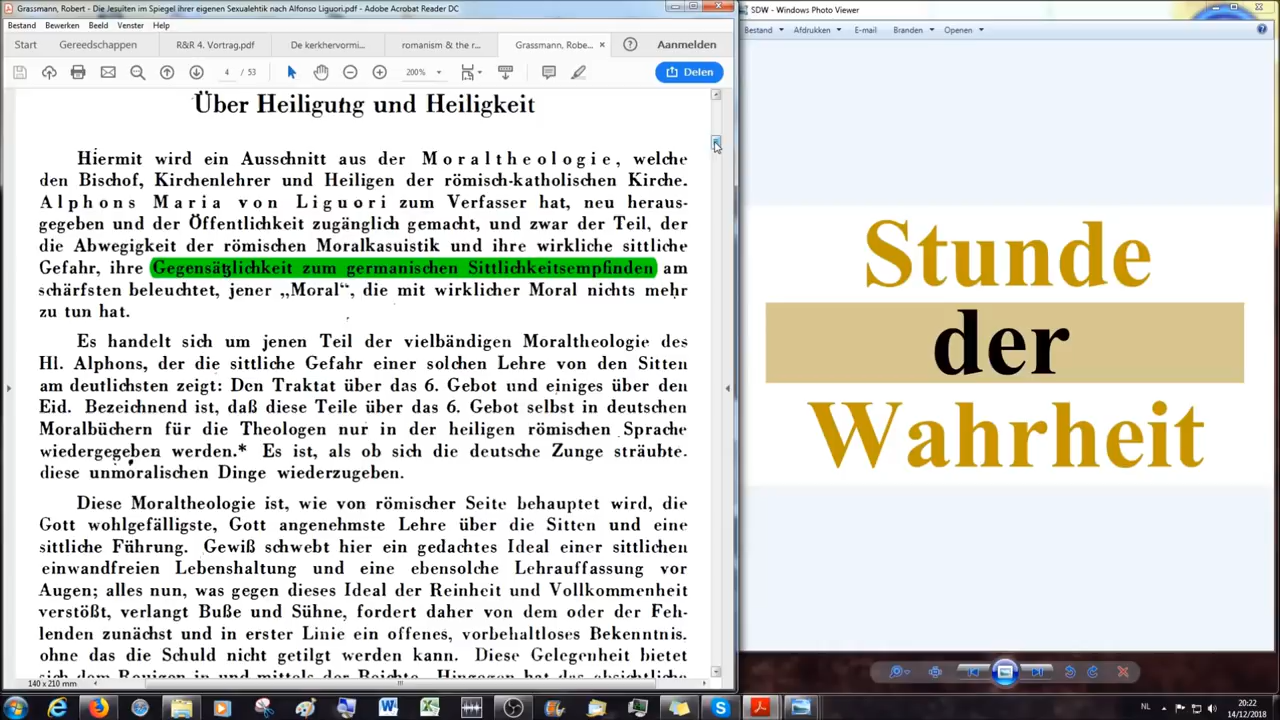 Grassmann, Robert - Die Jesuiten im Spiegel ihrer eigenen Sexualehtik nach Alfonso Liguori.pdf - Adobe Acrobat Reader DC
Bestand Bewerken Beeld Venster Help
Start Gereedschappen R&R 4. Vortrag.pdf De kerkhervormi... romanism & the r... Grassmann, Robe... × ? Aanmelden
4 / 53 200% Delen
Über Heiligung und Heiligkeit
Hiermit wird ein Ausschnitt aus der Moraltheologie, welche
den Bischof, Kirchenlehrer und Heiligen der römisch-katholischen Kirche.
Alphons Maria von Liguori zum Verfasser hat, neu heraus-
gegeben und der Öffentlichkeit zugänglich gemacht, und zwar der Teil, der
die Abwegigkeit der römischen Moralkasuistik und ihre wirkliche sittliche
Gefahr, ihre Gegensätzlichkeit zum germanischen Sittlichkeitsempfinden am
schärfsten beleuchtet, jener „Moral“, die mit wirklicher Moral nichts mehr
zu tun hat.
Es handelt sich um jenen Teil der vielbändigen Moraltheologie des
Hl. Alphons, der die sittliche Gefahr einer solchen Lehre von den Sitten
am deutlichsten zeigt: Den Traktat über das 6. Gebot und einiges über den
Eid. Bezeichnend ist, daß diese Teile über das 6. Gebot selbst in deutschen
Moralbüchern für die Theologen nur in der heiligen römischen Sprache
wiedergegeben werden.* Es ist, als ob sich die deutsche Zunge sträubte.
diese unmoralischen Dinge wiederzugeben.
Diese Moraltheologie ist, wie von römischer Seite behauptet wird, die
Gott wohlgefälligste, Gott angenehmste Lehre über die Sitten und eine
sittliche Führung. Gewiß schwebt hier ein gedachtes Ideal einer sittlichen
einwandfreien Lebenshaltung und eine ebensolche Lehrauffassung vor
Augen; alles nun, was gegen dieses Ideal der Reinheit und Vollkommenheit
verstößt, verlangt Buße und Sühne, fordert daher von dem oder der Feh-
lenden zunächst und in erster Linie ein offenes, vorbehaltloses Bekenntnis.
ohne das die Schuld nicht getilgt werden kann. Diese Gelegenheit bietet
140 x 210 mm
SDW - Windows Photo Viewer
Bestand Afdrukken E-mail Branden Openen
Stunde
der
Wahrheit
NL 20:22
14/12/2018